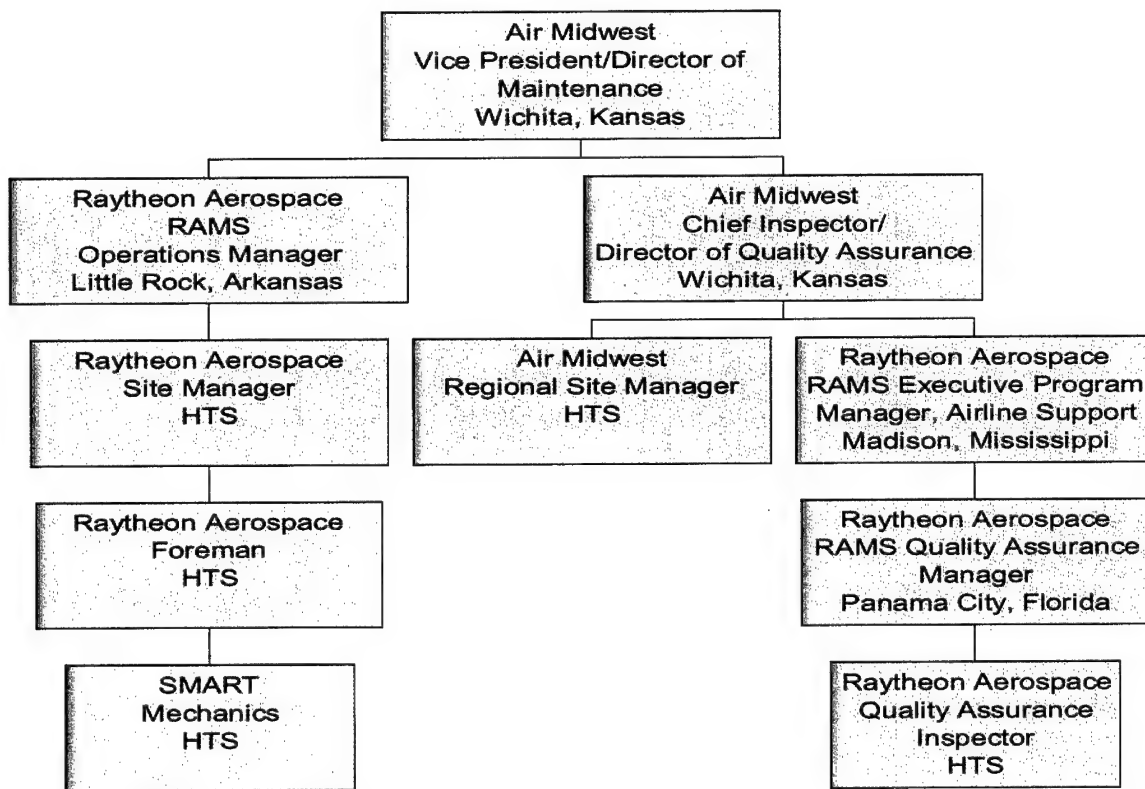 Air Midwest
Vice President/Director of
Maintenance
Wichita, Kansas
Raytheon Aerospace
RAMS
Operations Manager
Little Rock, Arkansas
Air Midwest
Chief Inspector/
Director of Quality Assurance
Wichita, Kansas
Raytheon Aerospace
Site Manager
HTS
Air Midwest
Regional Site Manager
HTS
Raytheon Aerospace
RAMS Executive Program
Manager, Airline Support
Madison, Mississippi
Raytheon Aerospace
Foreman
HTS
Raytheon Aerospace
RAMS Quality Assurance
Manager
Panama City, Florida
SMART
Mechanics
HTS
Raytheon Aerospace
Quality Assurance
Inspector
HTS